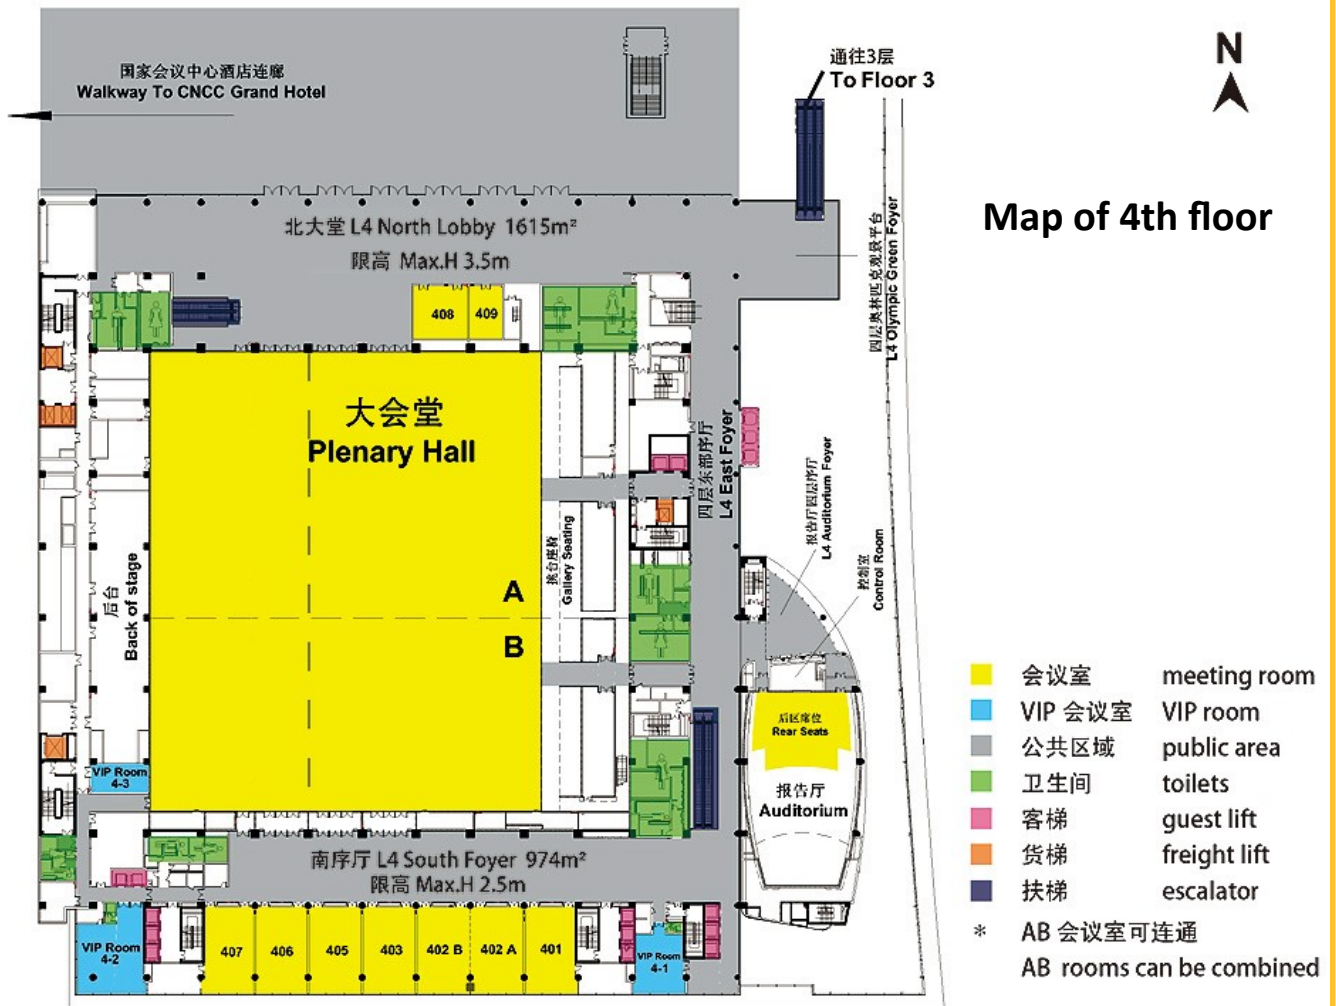 国家会议中心酒店连廊
Walkway To CNCC Grand Hotel
通往3层
To Floor 3
N
Map of 4th floor
北大堂 L4 North Lobby 1615m²
限高 Max.H 3.5m
四层奥林匹克观景平台
L4 Olympic Green Foyer
408
409
大会堂
Plenary Hall
四层东部序厅
L4 East Foyer
报告厅四层序厅
L4 Auditorium Foyer
控制室
Control Room
挑台座椅
Gallery Seating
后台
Back of stage
A
B
后区席位
Rear Seats
报告厅
Auditorium
VIP Room
4-3
南序厅 L4 South Foyer 974m²
限高 Max.H 2.5m
VIP Room
4-2
407
406
405
403
402 B
402 A
401
VIP Room
4-1
会议室 meeting room
VIP 会议室 VIP room
公共区域 public area
卫生间 toilets
客梯 guest lift
货梯 freight lift
扶梯 escalator
* AB 会议室可连通
AB rooms can be combined